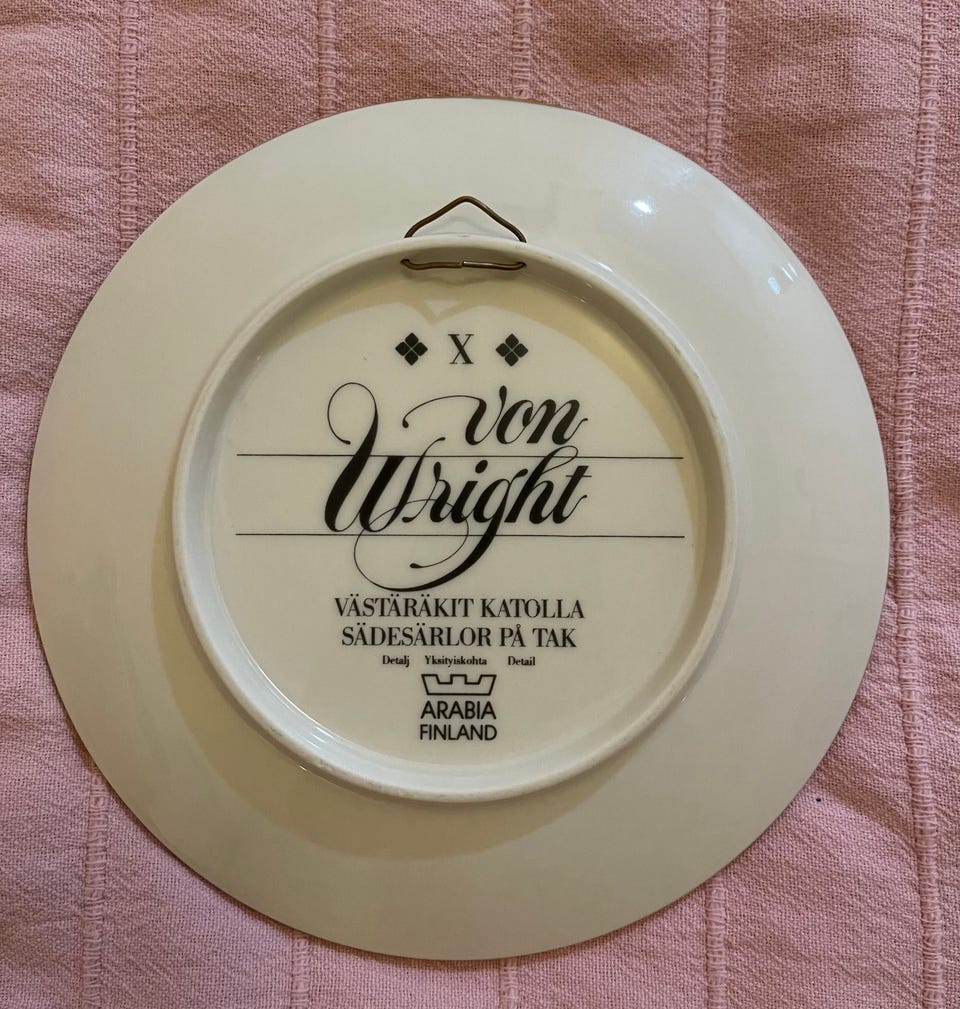 X
von
Wright
VÄSTÄRÄKIT KATOLLA
SÄDESÄRLOR PÅ TAK
Detalj Yksityiskohta Detail
ARABIA
FINLAND